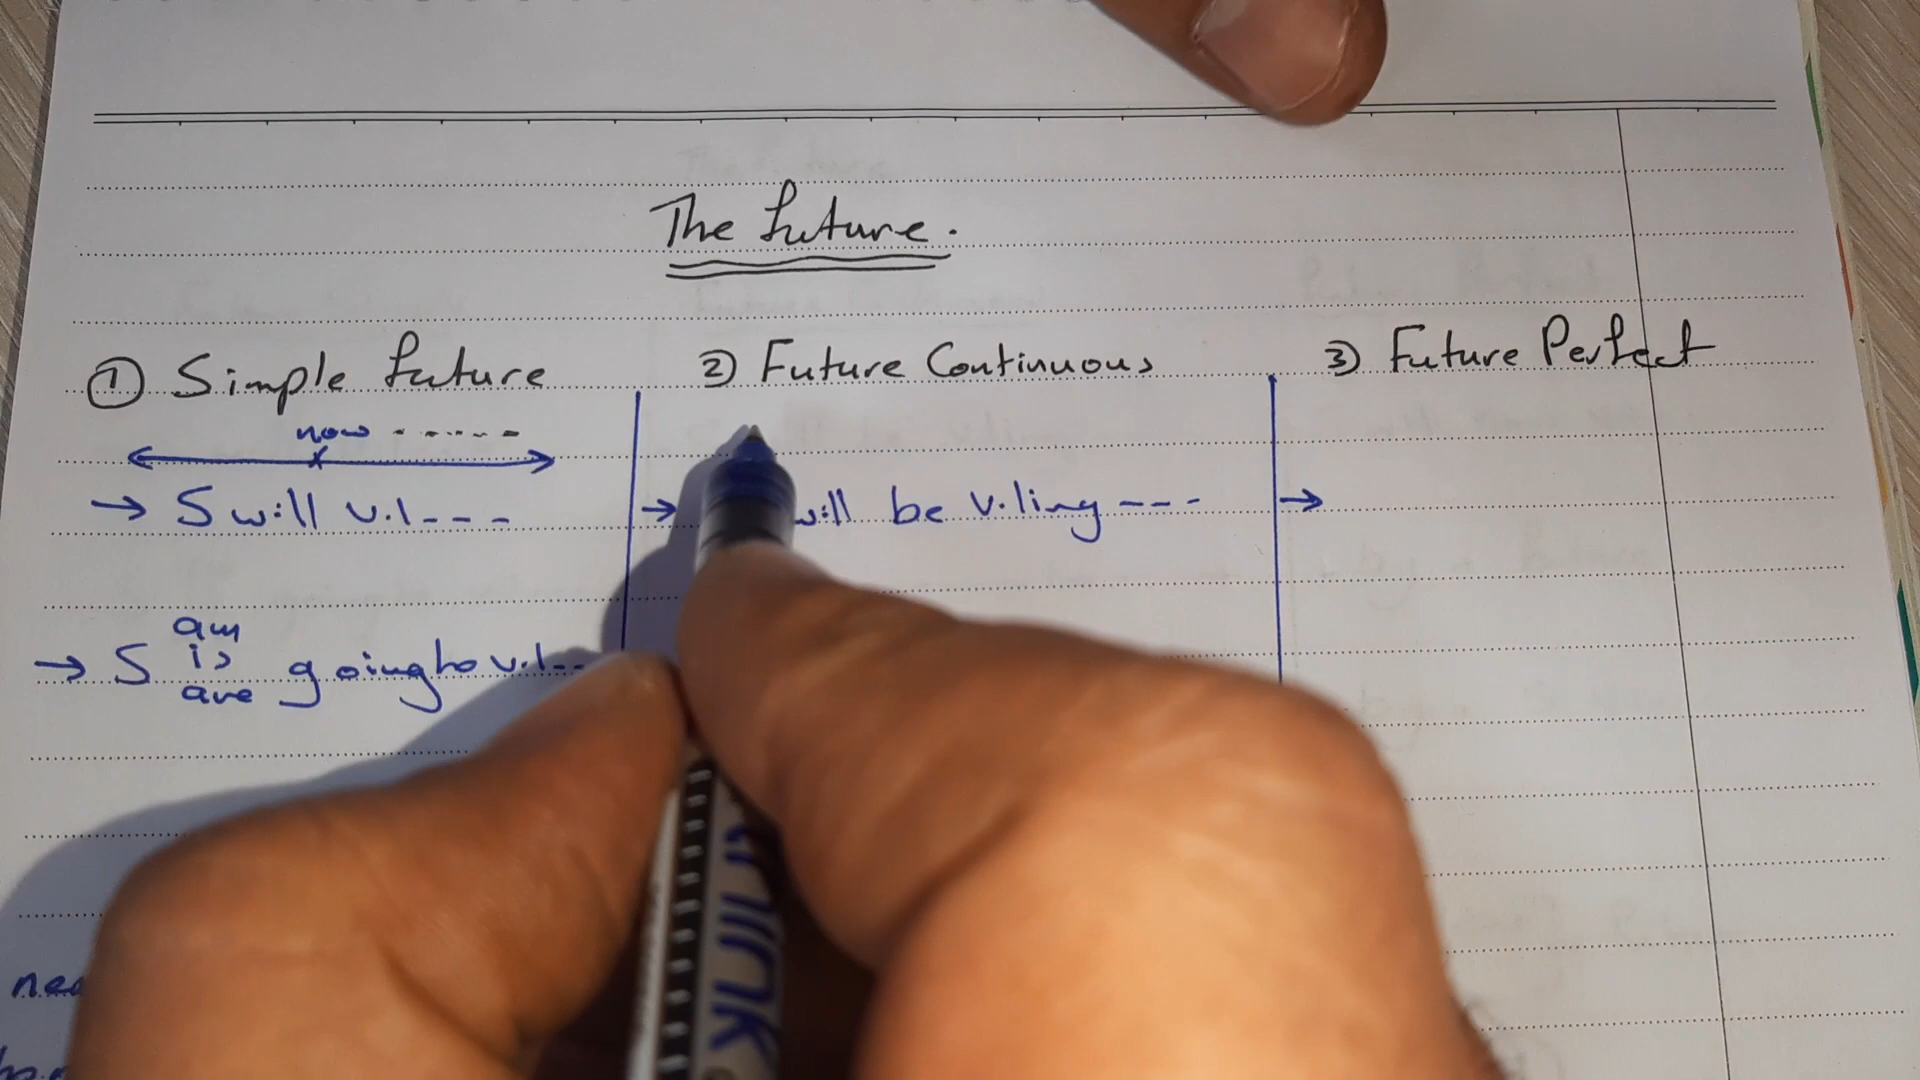 The future.
① Simple future
now ------
→ S will v.1---
→ S am is are going to v.1..
② Future Continuous
→ will be v.1ing ---
③ Future Perfect
→